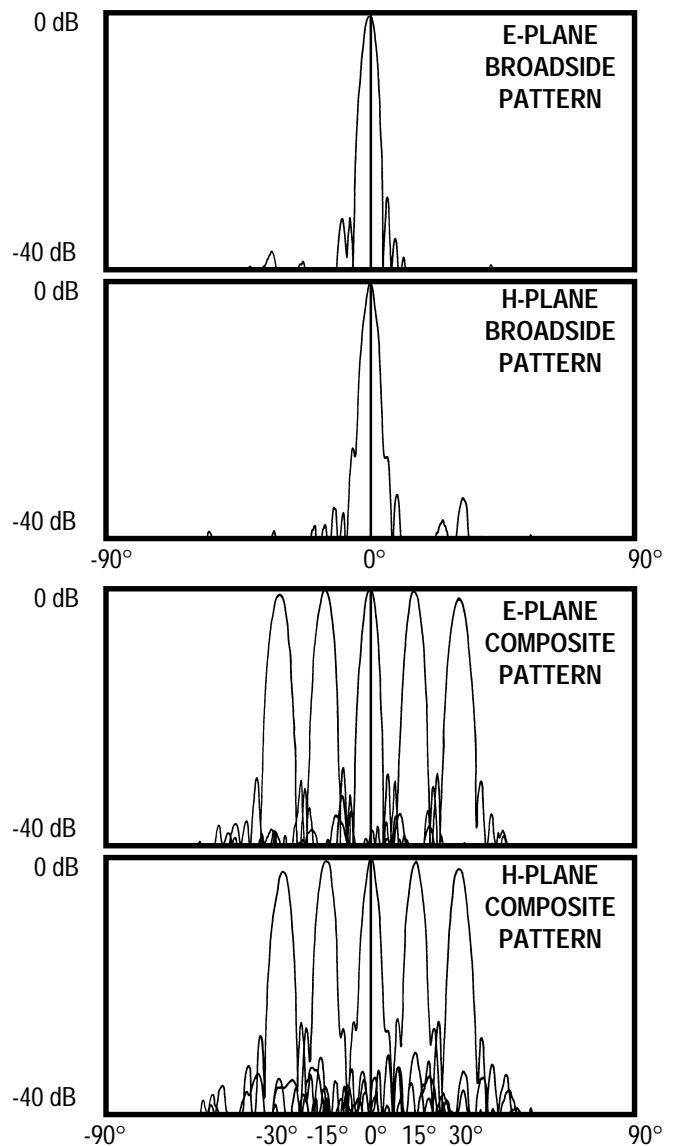 0 dB
E-PLANE
BROADSIDE
PATTERN
-40 dB
0 dB
H-PLANE
BROADSIDE
PATTERN
-40 dB
-90° 0° 90°
0 dB
E-PLANE
COMPOSITE
PATTERN
-40 dB
0 dB
H-PLANE
COMPOSITE
PATTERN
-40 dB
-90° -30° -15° 0° 15° 30° 90°